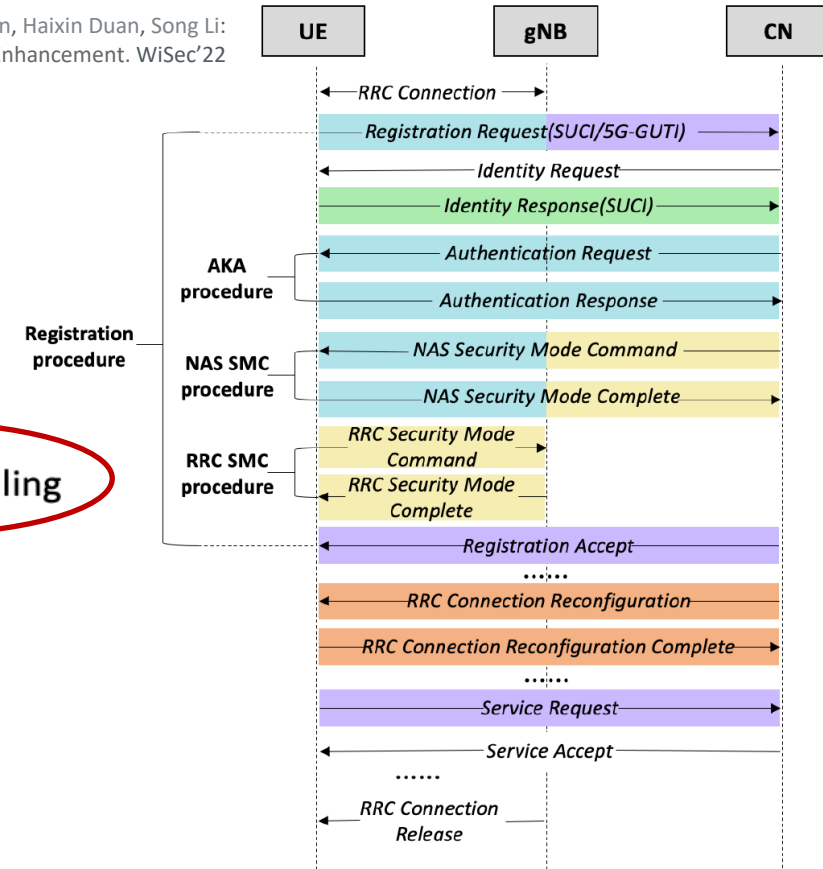 n, Haixin Duan, Song Li:
Enhancement. WiSec'22
UE
gNB
CN
RRC Connection
Registration Request(SUCI/5G-GUTI)
Identity Request
Identity Response(SUCI)
AKA
procedure
Authentication Request
Authentication Response
Registration
procedure
NAS SMC
procedure
NAS Security Mode Command
NAS Security Mode Complete
ling
RRC SMC
procedure
RRC Security Mode
Command
RRC Security Mode
Complete
Registration Accept
......
RRC Connection Reconfiguration
RRC Connection Reconfiguration Complete
......
Service Request
Service Accept
......
RRC Connection
Release